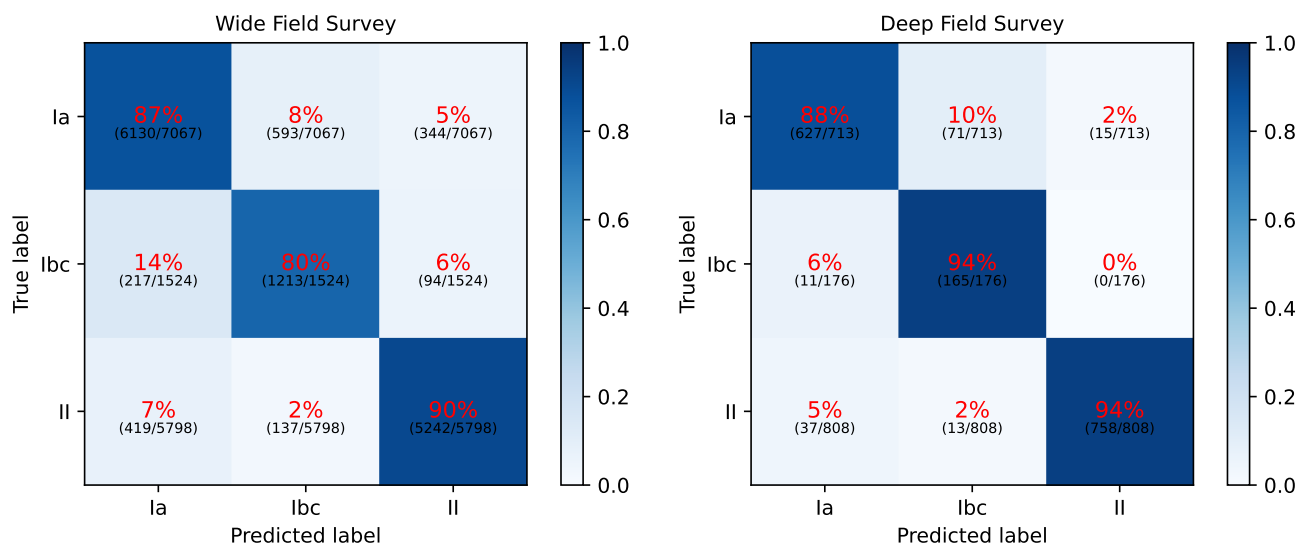 Wide Field Survey
True label
Ia
87%
(6130/7067)
8%
(593/7067)
5%
(344/7067)
Ibc
14%
(217/1524)
80%
(1213/1524)
6%
(94/1524)
II
7%
(419/5798)
2%
(137/5798)
90%
(5242/5798)
Ia
Ibc
II
Predicted label
1.0
0.8
0.6
0.4
0.2
0.0
Deep Field Survey
True label
Ia
88%
(627/713)
10%
(71/713)
2%
(15/713)
Ibc
6%
(11/176)
94%
(165/176)
0%
(0/176)
II
5%
(37/808)
2%
(13/808)
94%
(758/808)
Ia
Ibc
II
Predicted label
1.0
0.8
0.6
0.4
0.2
0.0